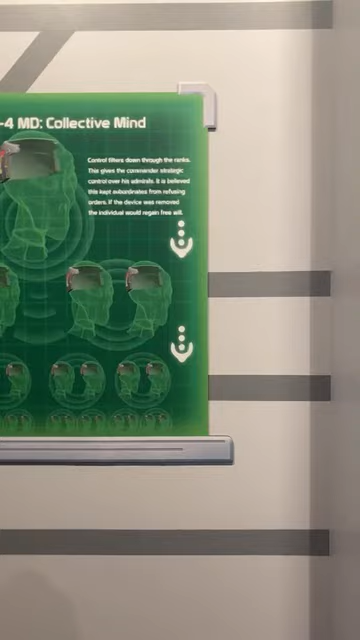 -4 MD: Collective Mind
Control filters down through the ranks.
This gives the commander strategic
control over his admirals. It is believed
this kept subordinates from refusing
orders. If the device was removed
the individual would regain free will.